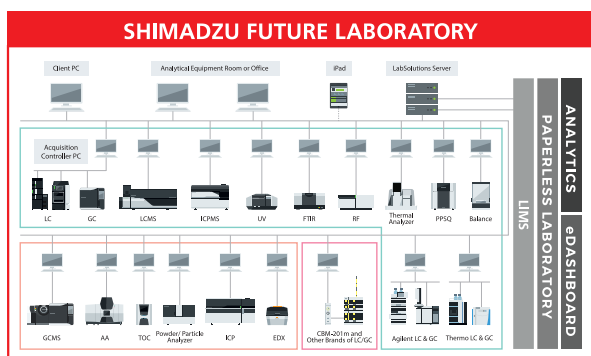 SHIMADZU FUTURE LABORATORY
Client PC
Analytical Equipment Room or Office
iPad
LabSolutions Server
Acquisition
Controller PC
LC
GC
LCMS
ICPMS
UV
FTIR
RF
Thermal
Analyzer
PPSQ
Balance
GCMS
AA
TOC
Powder/ Particle
Analyzer
ICP
EDX
CBM-201m and
Other Brands of LC/GC
Agilent LC & GC
Thermo LC & GC
LIMS
PAPERLESS LABORATORY
ANALYTICS
eDASHBOARD